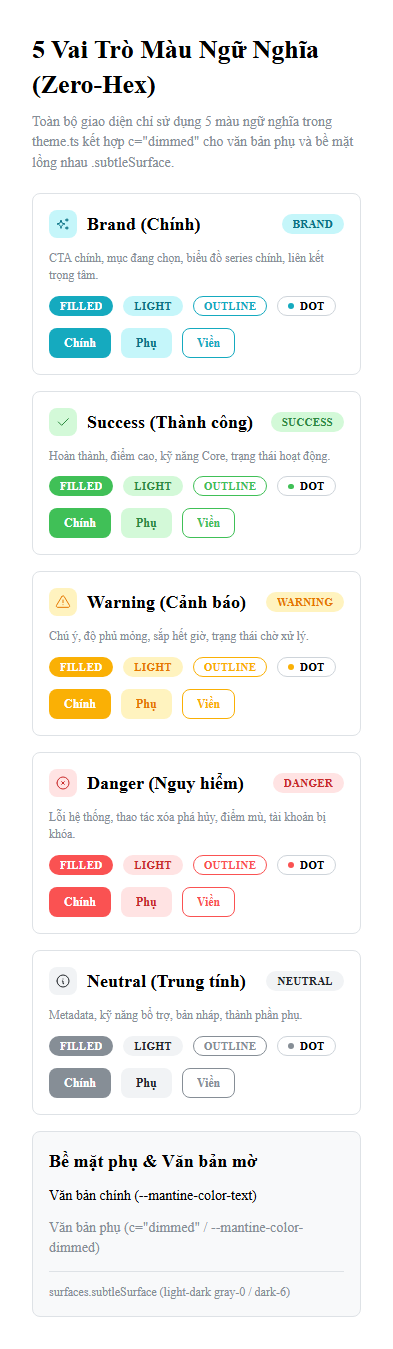 5 Vai Trò Màu Ngữ Nghĩa
(Zero-Hex)
Toàn bộ giao diện chỉ sử dụng 5 màu ngữ nghĩa trong
theme.ts kết hợp c="dimmed" cho văn bản phụ và bề mặt
lồng nhau .subtleSurface.
Brand (Chính)
BRAND
CTA chính, mục đang chọn, biểu đồ series chính, liên kết
trọng tâm.
FILLED LIGHT OUTLINE DOT
Chính Phụ Viền
Success (Thành công)
SUCCESS
Hoàn thành, điểm cao, kỹ năng Core, trạng thái hoạt động.
FILLED LIGHT OUTLINE DOT
Chính Phụ Viền
Warning (Cảnh báo)
WARNING
Chú ý, độ phủ mỏng, sắp hết giờ, trạng thái chờ xử lý.
FILLED LIGHT OUTLINE DOT
Chính Phụ Viền
Danger (Nguy hiểm)
DANGER
Lỗi hệ thống, thao tác xóa phá hủy, điểm mù, tài khoản bị
khóa.
FILLED LIGHT OUTLINE DOT
Chính Phụ Viền
Neutral (Trung tính)
NEUTRAL
Metadata, kỹ năng bổ trợ, bản nháp, thành phần phụ.
FILLED LIGHT OUTLINE DOT
Chính Phụ Viền
Bề mặt phụ & Văn bản mờ
Văn bản chính (--mantine-color-text)
Văn bản phụ (c="dimmed" / --mantine-color-
dimmed)
surfaces.subtleSurface (light-dark gray-0 / dark-6)